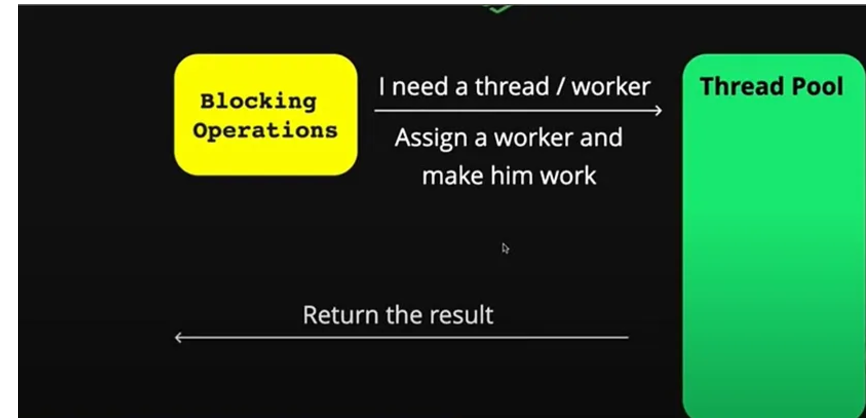 Blocking
Operations
I need a thread / worker
Assign a worker and
make him work
Thread Pool
Return the result